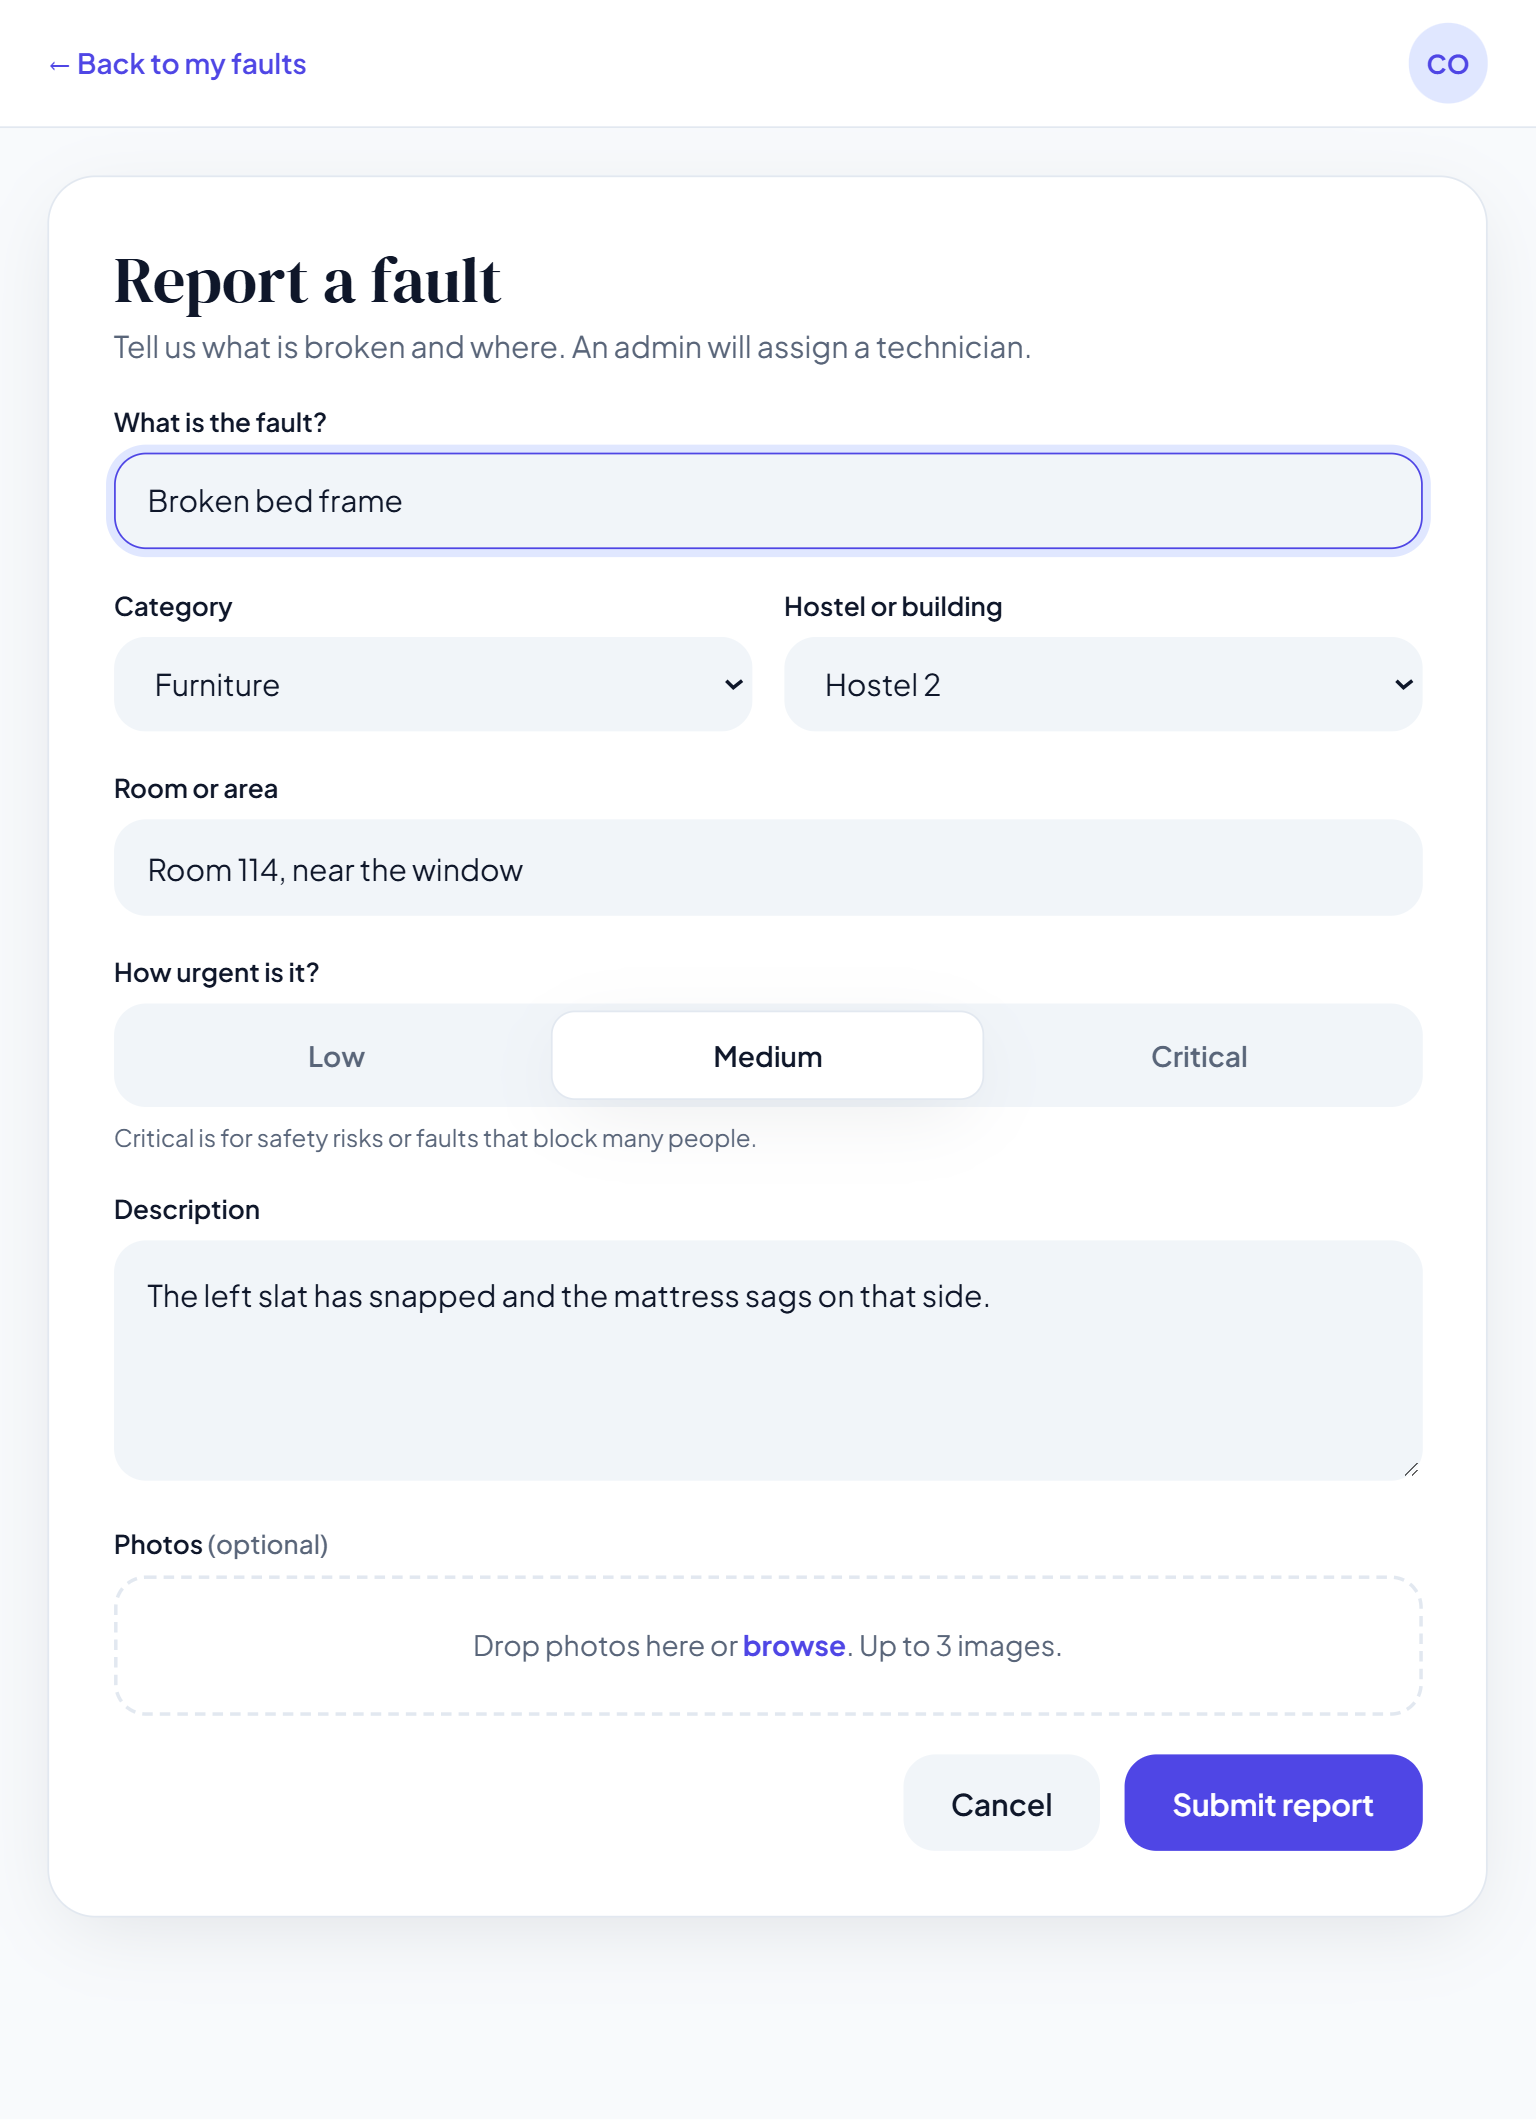 ← Back to my faults
CO
Report a fault
Tell us what is broken and where. An admin will assign a technician.
What is the fault?
Broken bed frame
Category
Hostel or building
Furniture
Hostel 2
Room or area
Room 114, near the window
How urgent is it?
Low
Medium
Critical
Critical is for safety risks or faults that block many people.
Description
The left slat has snapped and the mattress sags on that side.
Photos (optional)
Drop photos here or browse. Up to 3 images.
Cancel
Submit report